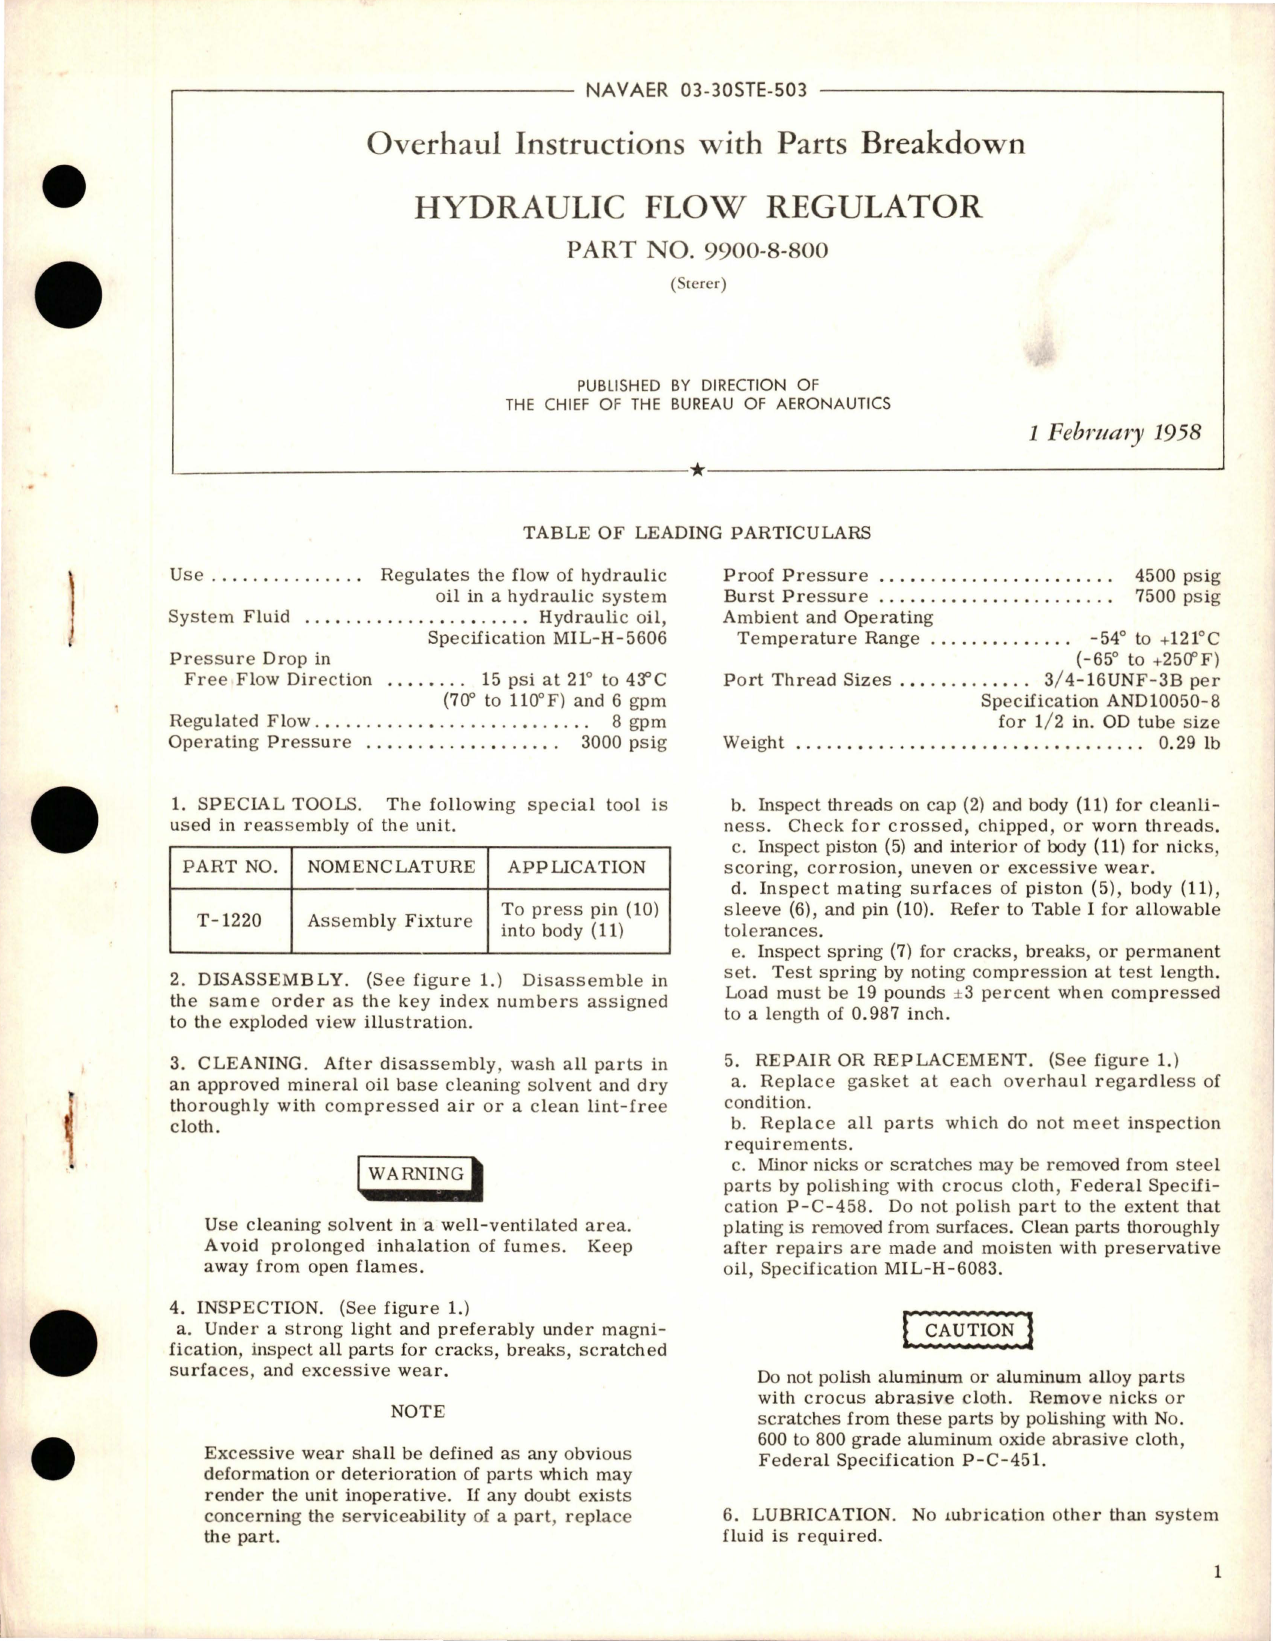 NAVAER 03-30STE-503
Overhaul Instructions with Parts Breakdown
HYDRAULIC FLOW REGULATOR
PART NO. 9900-8-800
(Sterer)
PUBLISHED BY DIRECTION OF
THE CHIEF OF THE BUREAU OF AERONAUTICS
1 February 1958
TABLE OF LEADING PARTICULARS
Use ............... Regulates the flow of hydraulic
oil in a hydraulic system
System Fluid ...................... Hydraulic oil,
Specification MIL-H-5606
Pressure Drop in
Free Flow Direction ........ 15 psi at 21° to 43°C
(70° to 110°F) and 6 gpm
Regulated Flow........................... 8 gpm
Operating Pressure ................... 3000 psig
Proof Pressure ....................... 4500 psig
Burst Pressure ....................... 7500 psig
Ambient and Operating
Temperature Range .............. -54° to +121°C
(-65° to +250°F)
Port Thread Sizes ............. 3/4-16UNF-3B per
Specification AND10050-8
for 1/2 in. OD tube size
Weight .................................. 0.29 lb
1. SPECIAL TOOLS. The following special tool is
used in reassembly of the unit.
PART NO. NOMENCLATURE APPLICATION
T-1220 Assembly Fixture To press pin (10)
into body (11)
2. DISASSEMBLY. (See figure 1.) Disassemble in
the same order as the key index numbers assigned
to the exploded view illustration.
3. CLEANING. After disassembly, wash all parts in
an approved mineral oil base cleaning solvent and dry
thoroughly with compressed air or a clean lint-free
cloth.
WARNING
Use cleaning solvent in a well-ventilated area.
Avoid prolonged inhalation of fumes. Keep
away from open flames.
4. INSPECTION. (See figure 1.)
a. Under a strong light and preferably under magni-
fication, inspect all parts for cracks, breaks, scratched
surfaces, and excessive wear.
NOTE
Excessive wear shall be defined as any obvious
deformation or deterioration of parts which may
render the unit inoperative. If any doubt exists
concerning the serviceability of a part, replace
the part.
b. Inspect threads on cap (2) and body (11) for cleanli-
ness. Check for crossed, chipped, or worn threads.
c. Inspect piston (5) and interior of body (11) for nicks,
scoring, corrosion, uneven or excessive wear.
d. Inspect mating surfaces of piston (5), body (11),
sleeve (6), and pin (10). Refer to Table I for allowable
tolerances.
e. Inspect spring (7) for cracks, breaks, or permanent
set. Test spring by noting compression at test length.
Load must be 19 pounds ±3 percent when compressed
to a length of 0.987 inch.
5. REPAIR OR REPLACEMENT. (See figure 1.)
a. Replace gasket at each overhaul regardless of
condition.
b. Replace all parts which do not meet inspection
requirements.
c. Minor nicks or scratches may be removed from steel
parts by polishing with crocus cloth, Federal Specifi-
cation P-C-458. Do not polish part to the extent that
plating is removed from surfaces. Clean parts thoroughly
after repairs are made and moisten with preservative
oil, Specification MIL-H-6083.
CAUTION
Do not polish aluminum or aluminum alloy parts
with crocus abrasive cloth. Remove nicks or
scratches from these parts by polishing with No.
600 to 800 grade aluminum oxide abrasive cloth,
Federal Specification P-C-451.
6. LUBRICATION. No lubrication other than system
fluid is required.
1